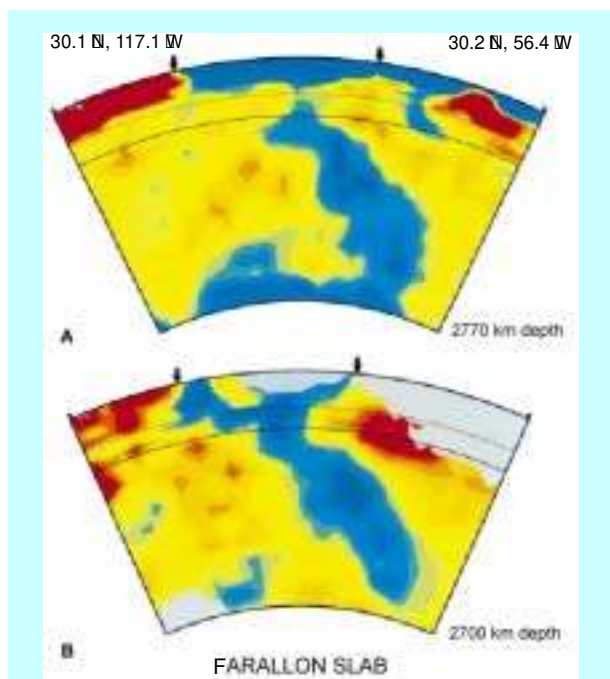 30.1 N, 117.1 W 30.2 N, 56.4 W
2770 km depth
A
2700 km depth
B
FARALLON SLAB